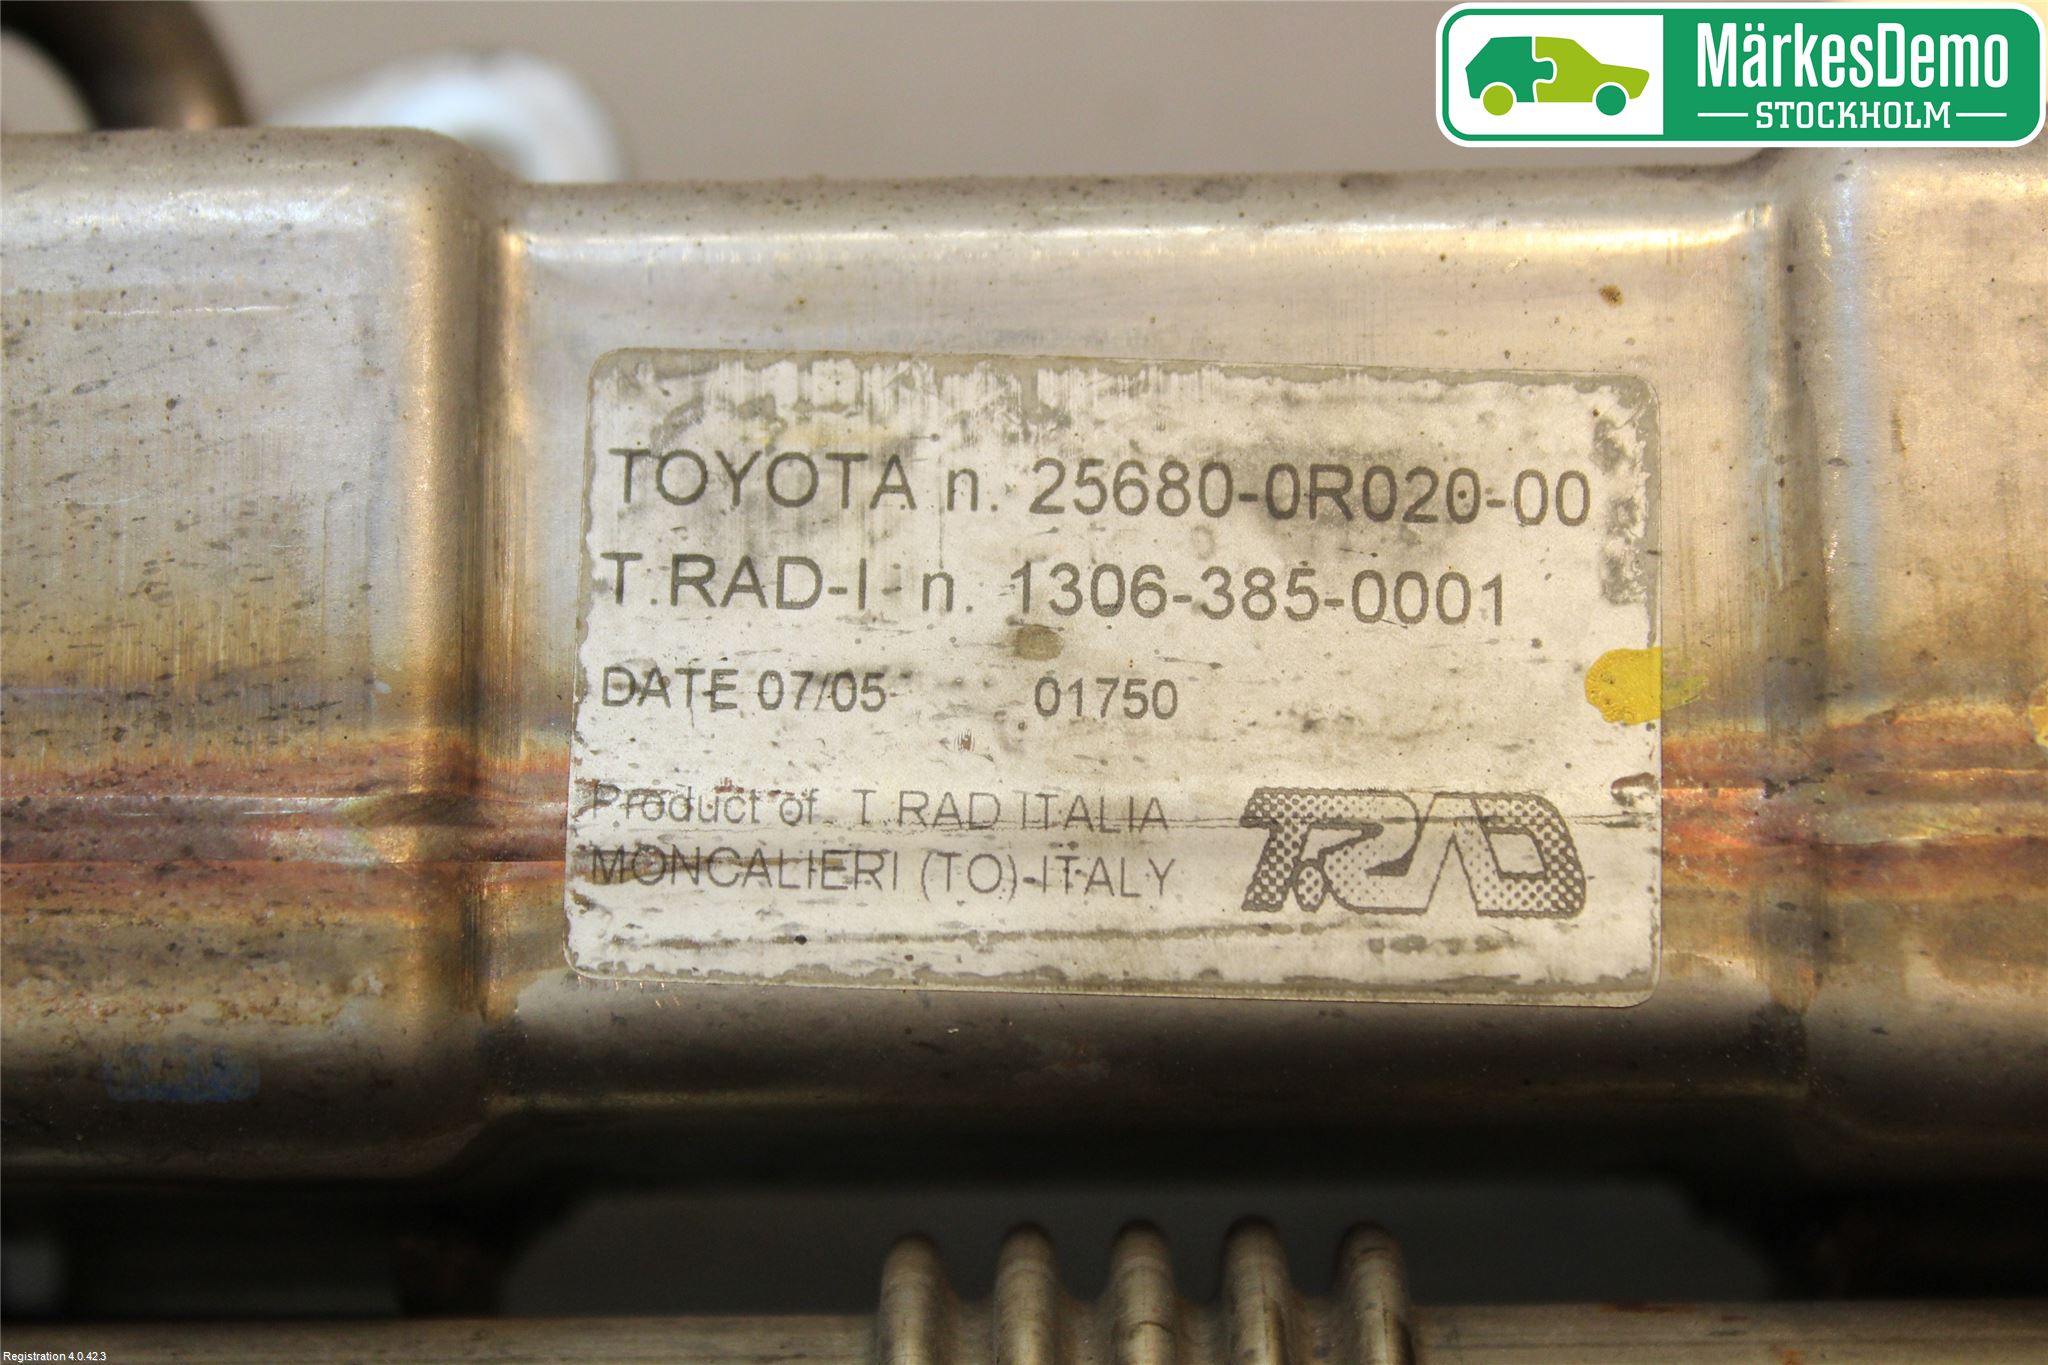 MärkesDemo
STOCKHOLM
TOYOTA n. 25680-0R020-00
T.RAD-I n. 1306-385-0001
DATE 07/05 01750
Product of T.RAD ITALIA
MONCALIERI (TO)-ITALY
T.RAD
Registration 4.0.42.3